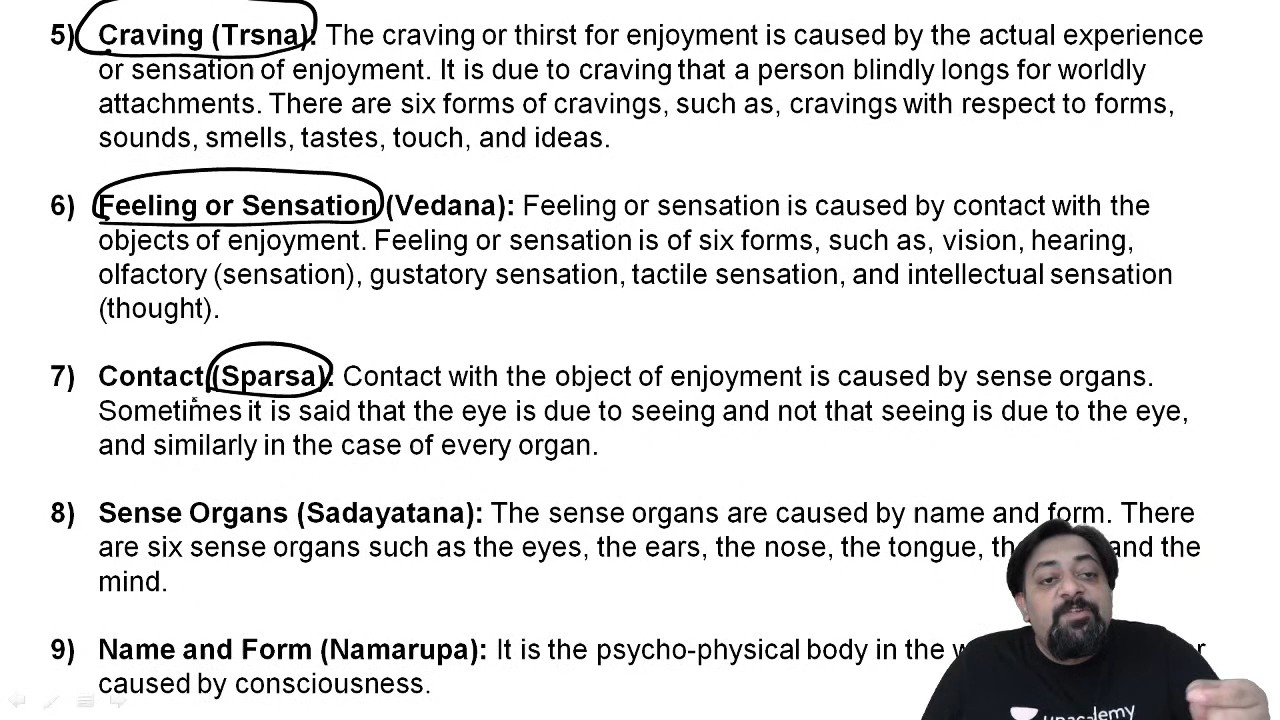 5) Craving (Trsna): The craving or thirst for enjoyment is caused by the actual experience
or sensation of enjoyment. It is due to craving that a person blindly longs for worldly
attachments. There are six forms of cravings, such as, cravings with respect to forms,
sounds, smells, tastes, touch, and ideas.
6) Feeling or Sensation (Vedana): Feeling or sensation is caused by contact with the
objects of enjoyment. Feeling or sensation is of six forms, such as, vision, hearing,
olfactory (sensation), gustatory sensation, tactile sensation, and intellectual sensation
(thought).
7) Contact (Sparsa): Contact with the object of enjoyment is caused by sense organs.
Sometimes it is said that the eye is due to seeing and not that seeing is due to the eye,
and similarly in the case of every organ.
8) Sense Organs (Sadayatana): The sense organs are caused by name and form. There
are six sense organs such as the eyes, the ears, the nose, the tongue, and the
mind.
9) Name and Form (Namarupa): It is the psycho-physical body in the
caused by consciousness.
unacademy